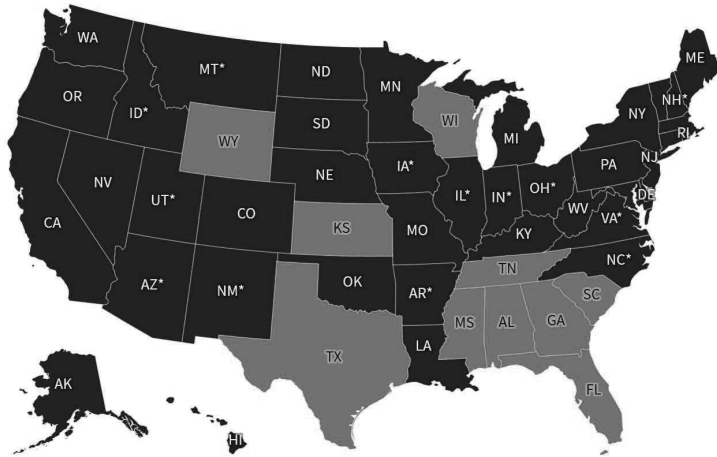 WA
MT*
ND
MN
ME
OR
ID*
SD
WI
MI
NY
NH*
WY
RI
NE
IA*
PA
NJ
NV
UT*
CO
IL*
IN*
OH*
DE
CA
KS
MO
WV
VA*
KY
AZ*
NM*
OK
AR*
TN
NC*
SC
MS
AL
GA
TX
LA
FL
AK
HI